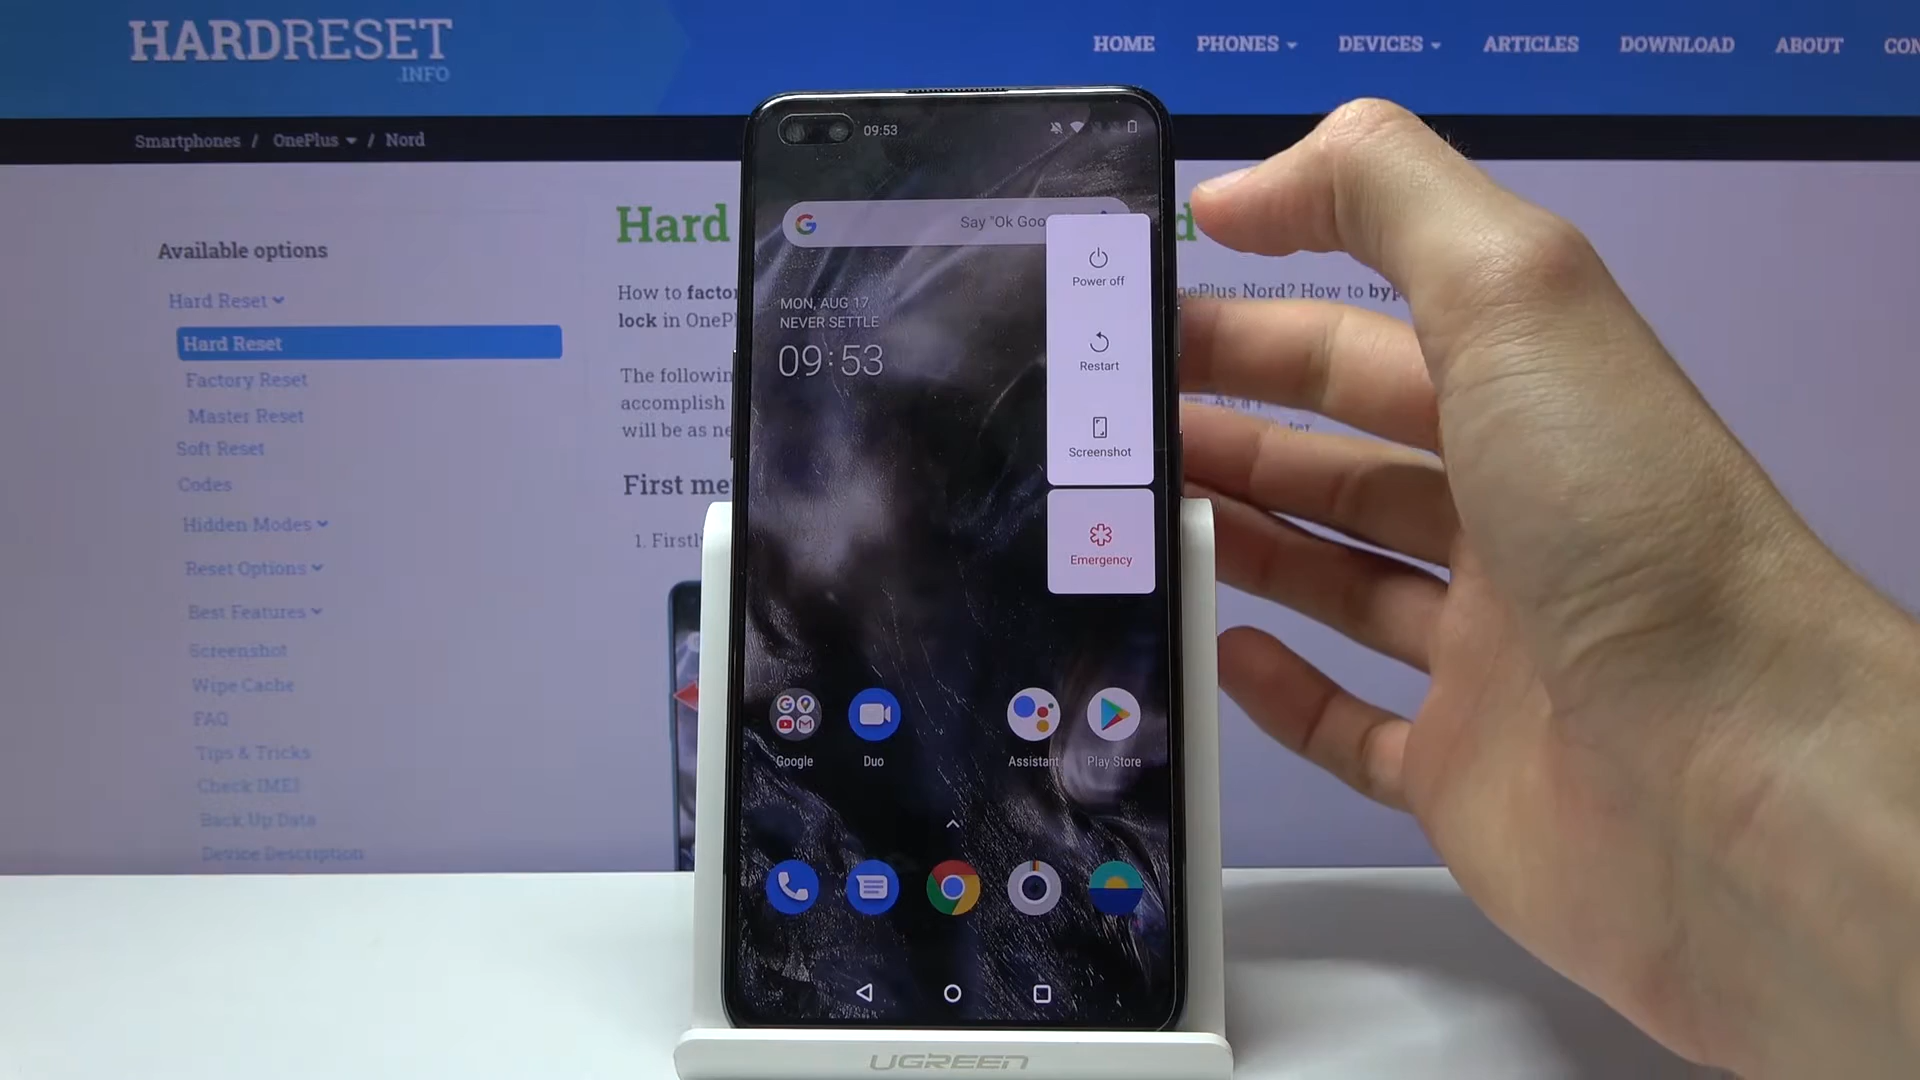 HARDRESET
.INFO
HOME PHONES DEVICES ARTICLES DOWNLOAD ABOUT CON
Smartphones / OnePlus / Nord
Available options
Hard Reset
Hard Reset
Factory Reset
Master Reset
Soft Reset
Codes
Hidden Modes
Reset Options
Best Features
Screenshot
Wipe Cache
FAQ
Tips & Tricks
Check IMEI
Back Up Data
Device Description
Hard d
How to factor nePlus Nord? How to byp
lock in OneP
The followin
accomplish
will be as ne
First me
1. Firstl
09:53
G Say "Ok Goo
MON, AUG 17
NEVER SETTLE
09:53
Power off
Restart
Screenshot
Emergency
Google Duo Assistant Play Store
UGREEN